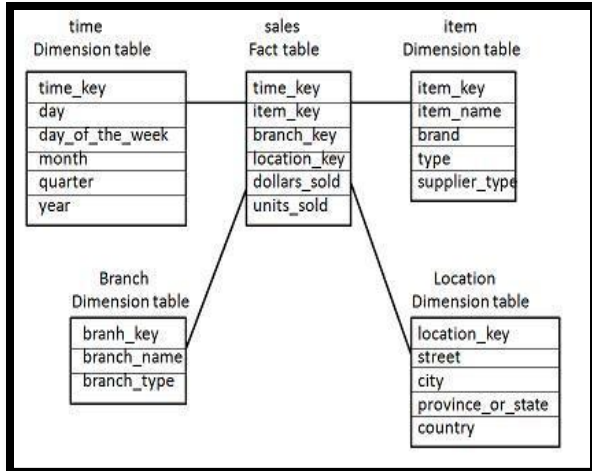 time
Dimension table
time_key
day
day_of_the_week
month
quarter
year
sales
Fact table
time_key
item_key
branch_key
location_key
dollars_sold
units_sold
item
Dimension table
item_key
item_name
brand
type
supplier_type
Branch
Dimension table
branh_key
branch_name
branch_type
Location
Dimension table
location_key
street
city
province_or_state
country